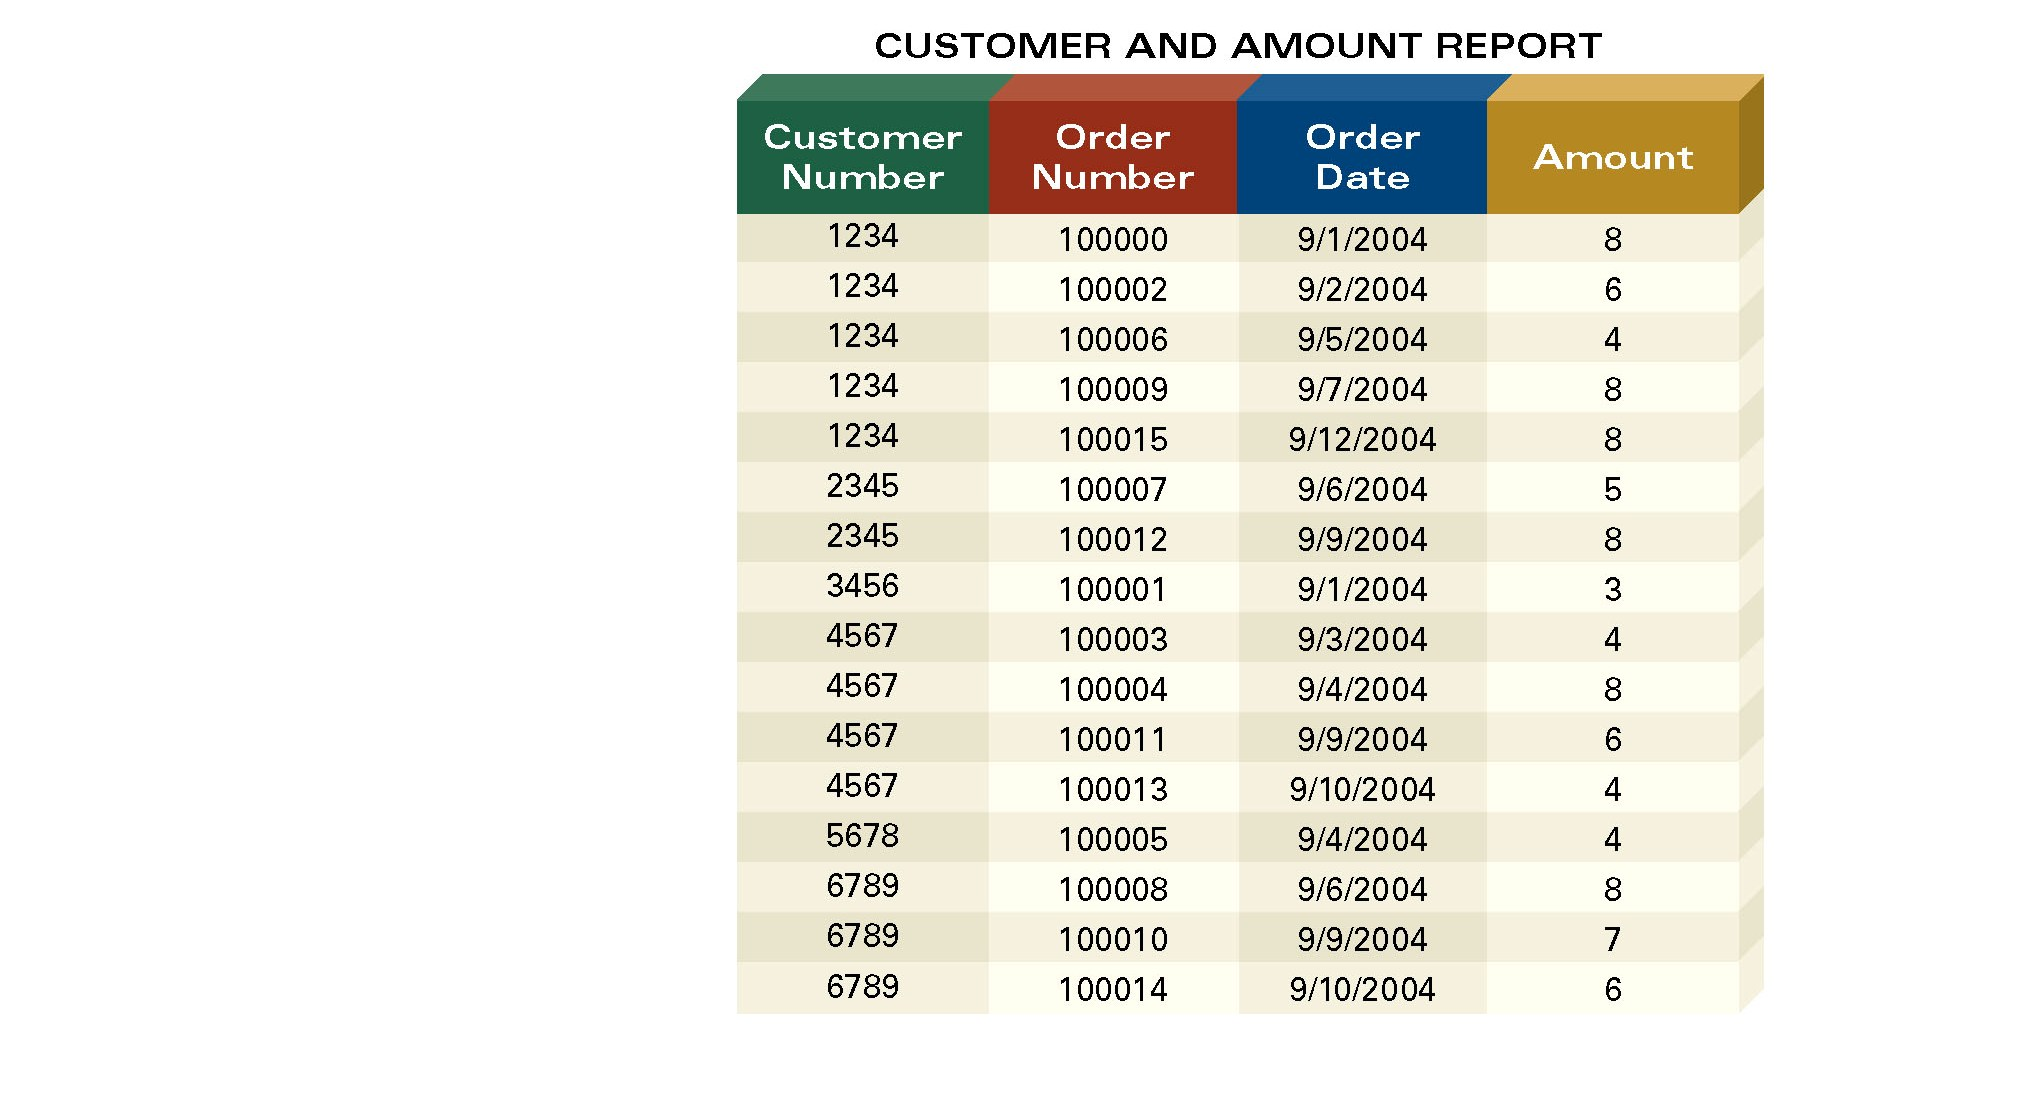 CUSTOMER AND AMOUNT REPORT
Customer Number Order Number Order Date Amount
1234 100000 9/1/2004 8
1234 100002 9/2/2004 6
1234 100006 9/5/2004 4
1234 100009 9/7/2004 8
1234 100015 9/12/2004 8
2345 100007 9/6/2004 5
2345 100012 9/9/2004 8
3456 100001 9/1/2004 3
4567 100003 9/3/2004 4
4567 100004 9/4/2004 8
4567 100011 9/9/2004 6
4567 100013 9/10/2004 4
5678 100005 9/4/2004 4
6789 100008 9/6/2004 8
6789 100010 9/9/2004 7
6789 100014 9/10/2004 6